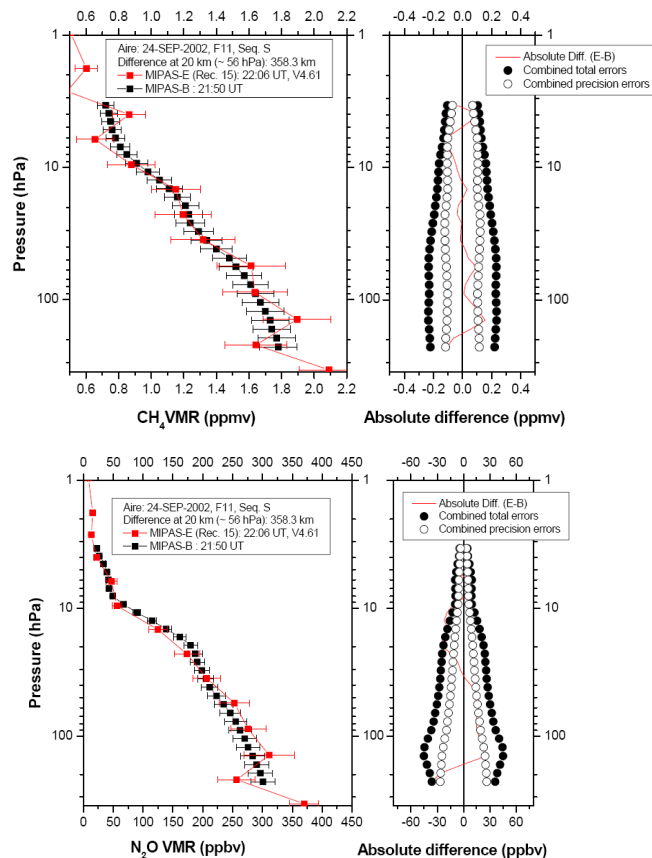 0.6 0.8 1.0 1.2 1.4 1.6 1.8 2.0 2.2
-0.4 -0.2 0.0 0.2 0.4
1
1
Aire: 24-SEP-2002, F11, Seq. S
Difference at 20 km (~ 56 hPa): 358.3 km
MIPAS-E (Rec. 15): 22:06 UT, V4.61
MIPAS-B : 21:50 UT
Absolute Diff. (E-B)
Combined total errors
Combined precision errors
10
10
100
100
Pressure (hPa)
0.6 0.8 1.0 1.2 1.4 1.6 1.8 2.0 2.2
-0.4 -0.2 0.0 0.2 0.4
CH4 VMR (ppmv)
Absolute difference (ppmv)
0 50 100 150 200 250 300 350 400 450
-60 -30 0 30 60
1
1
Aire: 24-SEP-2002, F11, Seq. S
Difference at 20 km (~ 56 hPa): 358.3 km
MIPAS-E (Rec. 15): 22:06 UT, V4.61
MIPAS-B : 21:50 UT
Absolute Diff. (E-B)
Combined total errors
Combined precision errors
10
10
100
100
Pressure (hPa)
0 50 100 150 200 250 300 350 400 450
-60 -30 0 30 60
N2O VMR (ppbv)
Absolute difference (ppbv)